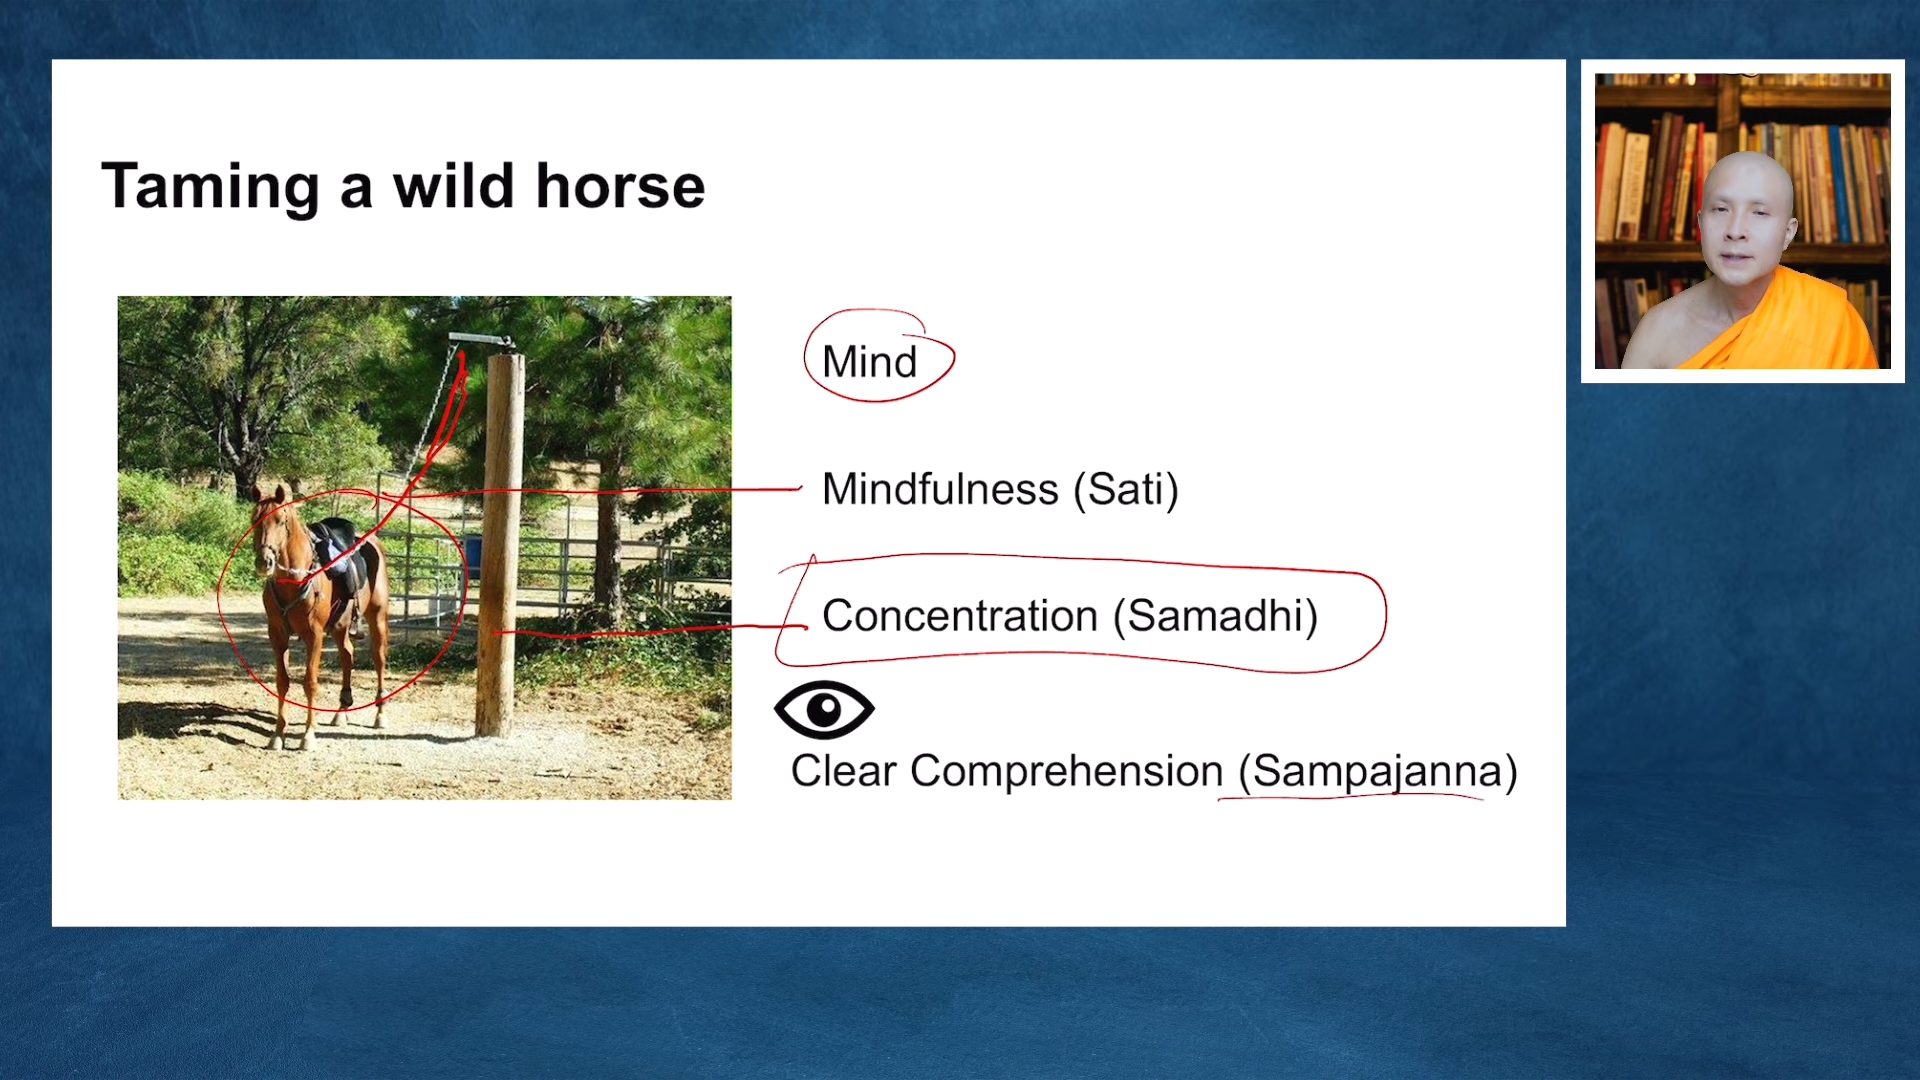 Taming a wild horse
Mind
Mindfulness (Sati)
Concentration (Samadhi)
Clear Comprehension (Sampajanna)